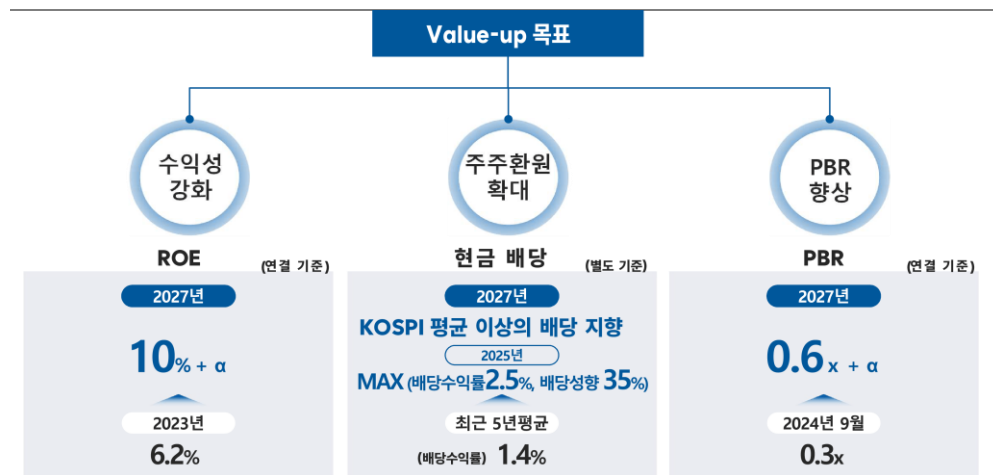 Value-up 목표
수익성
강화
주주환원
확대
PBR
향상
ROE
(연결 기준)
2027년
10% + α
2023년
6.2%
현금 배당
(별도 기준)
2027년
KOSPI 평균 이상의 배당 지향
2025년
MAX (배당수익률2.5%, 배당성향 35%)
최근 5년평균
(배당수익률) 1.4%
PBR
(연결 기준)
2027년
0.6 x + α
2024년 9월
0.3x